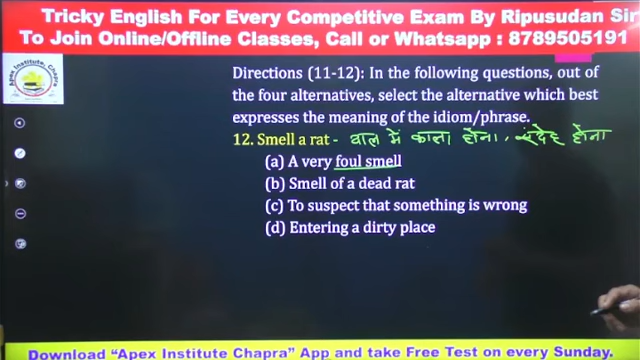 Tricky English For Every Competitive Exam By Ripusudan Sir
To Join Online/Offline Classes, Call or Whatsapp : 8789505191
Apex Institute, Chapra
Directions (11-12): In the following questions, out of
the four alternatives, select the alternative which best
expresses the meaning of the idiom/phrase.
12. Smell a rat - दाल में काला होना, संदेह होना
(a) A very foul smell
(b) Smell of a dead rat
(c) To suspect that something is wrong
(d) Entering a dirty place
Download “Apex Institute Chapra” App and take Free Test on every Sunday.